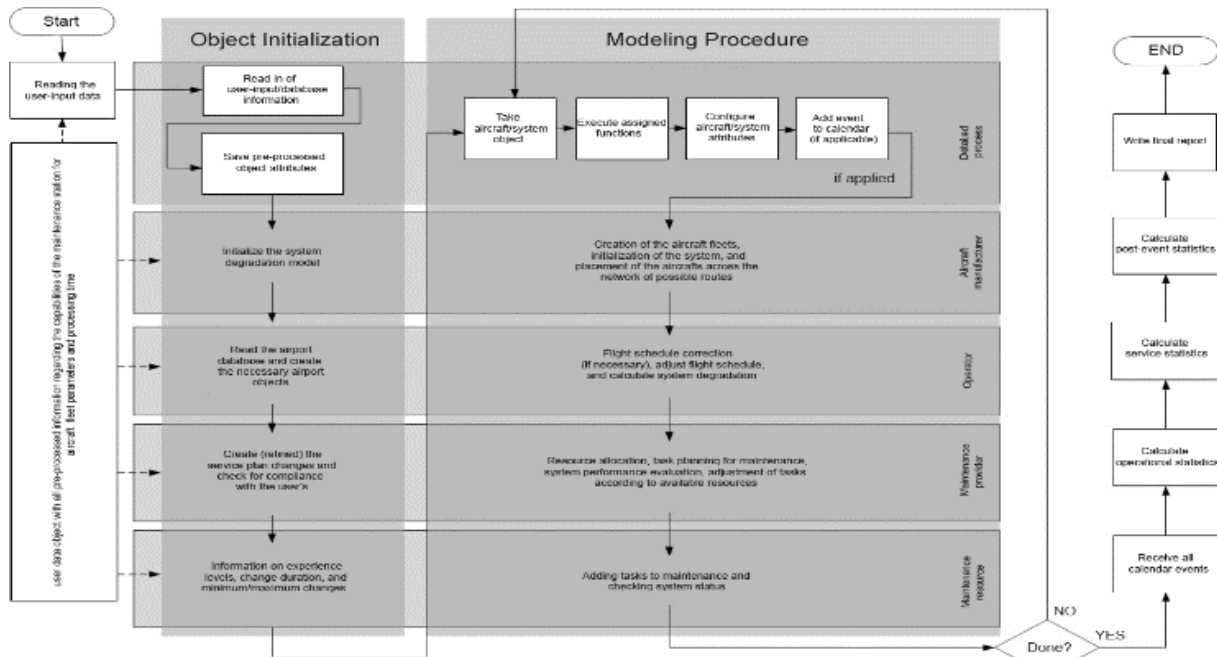 Start
Object Initialization
Modeling Procedure
END
Reading the
user-input data
Read in of
user-input/database
information
Save pre-processed
object attributes
Take
aircraft/system
object
Execute assigned
functions
Configure
aircraft/system
attributes
Add event
to calendar
(if applicable)
if applied
Detailed
process
Write final report
user data object with all pre-processed information regarding the capabilities of the maintenance station for
aircraft, fleet parameters and processing time
Initialize the system
degradation model
Creation of the aircraft fleets,
initialization of the system, and
placement of the aircrafts across the
network of possible routes
Aircraft
manufacturer
Calculate
post-event statistics
Read the airport
database and create
the necessary airport
objects
Flight schedule correction
(if necessary), adjust flight schedule,
and calculate system degradation
Operator
Calculate
service statistics
Create (refined) the
service plan changes and
check for compliance
with the user's
Resource allocation, task planning for maintenance,
system performance evaluation, adjustment of tasks
according to available resources
Maintenance
provider
Calculate
operational statistics
Information on experience
levels, change duration, and
minimum/maximum changes
Adding tasks to maintenance and
checking system status
Maintenance
resource
Receive all
calendar events
NO
YES
Done?